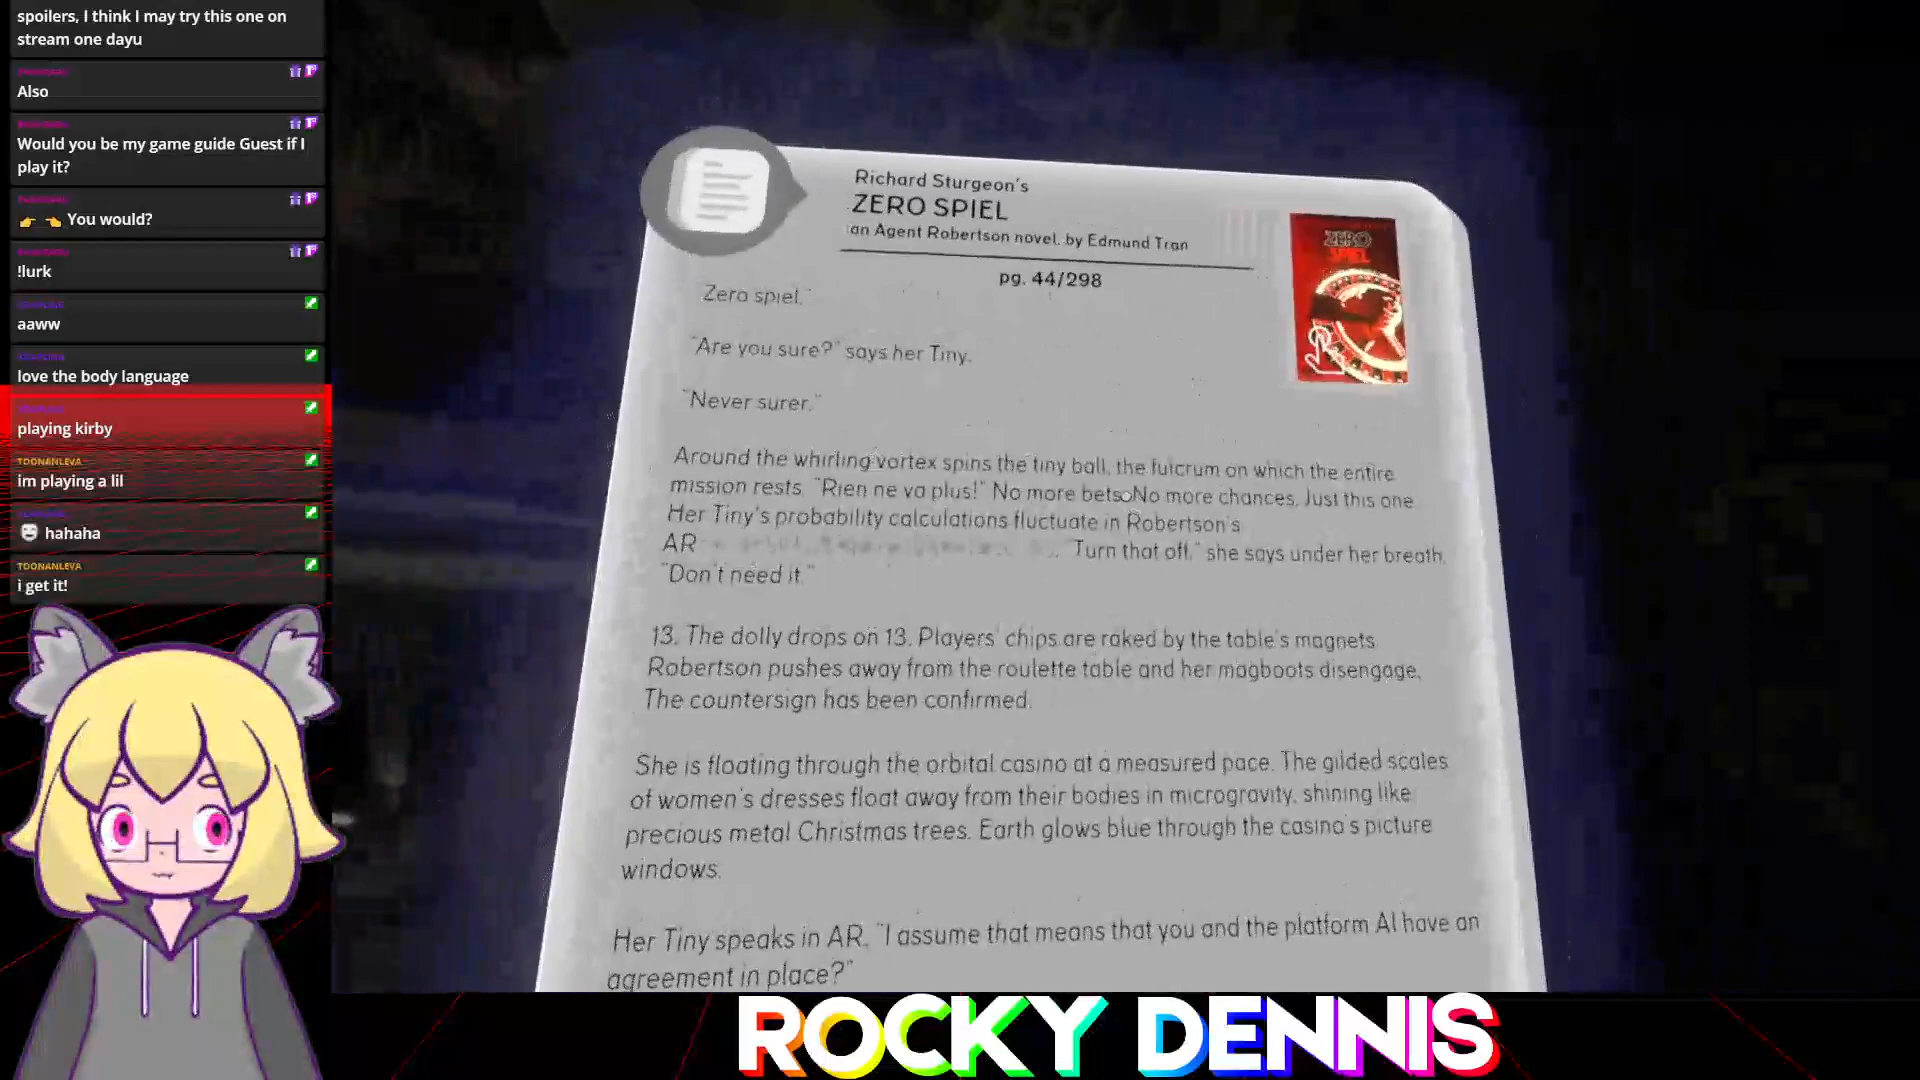 spoilers, I think I may try this one on
stream one dayu
Also
Would you be my game guide Guest if I
play it?
You would?
!lurk
aaww
love the body language
playing kirby
TOONANLEVA
im playing a lil
hahaha
TOONANLEVA
i get it!
Richard Sturgeon's
ZERO SPIEL
an Agent Robertson novel, by Edmund Tran
pg. 44/298
ZERO
SPIEL
Zero spiel."
"Are you sure?" says her Tiny.
"Never surer."
Around the whirling vortex spins the tiny ball, the fulcrum on which the entire
mission rests. "Rien ne va plus!" No more bets. No more chances. Just this one.
Her Tiny's probability calculations fluctuate in Robertson's
AR "Turn that off," she says under her breath.
"Don't need it."
13. The dolly drops on 13. Players' chips are raked by the table's magnets.
Robertson pushes away from the roulette table and her magboots disengage.
The countersign has been confirmed.
She is floating through the orbital casino at a measured pace. The gilded scales
of women's dresses float away from their bodies in microgravity, shining like
precious metal Christmas trees. Earth glows blue through the casino's picture
windows.
Her Tiny speaks in AR, "I assume that means that you and the platform AI have an
agreement in place?"
ROCKY DENNIS